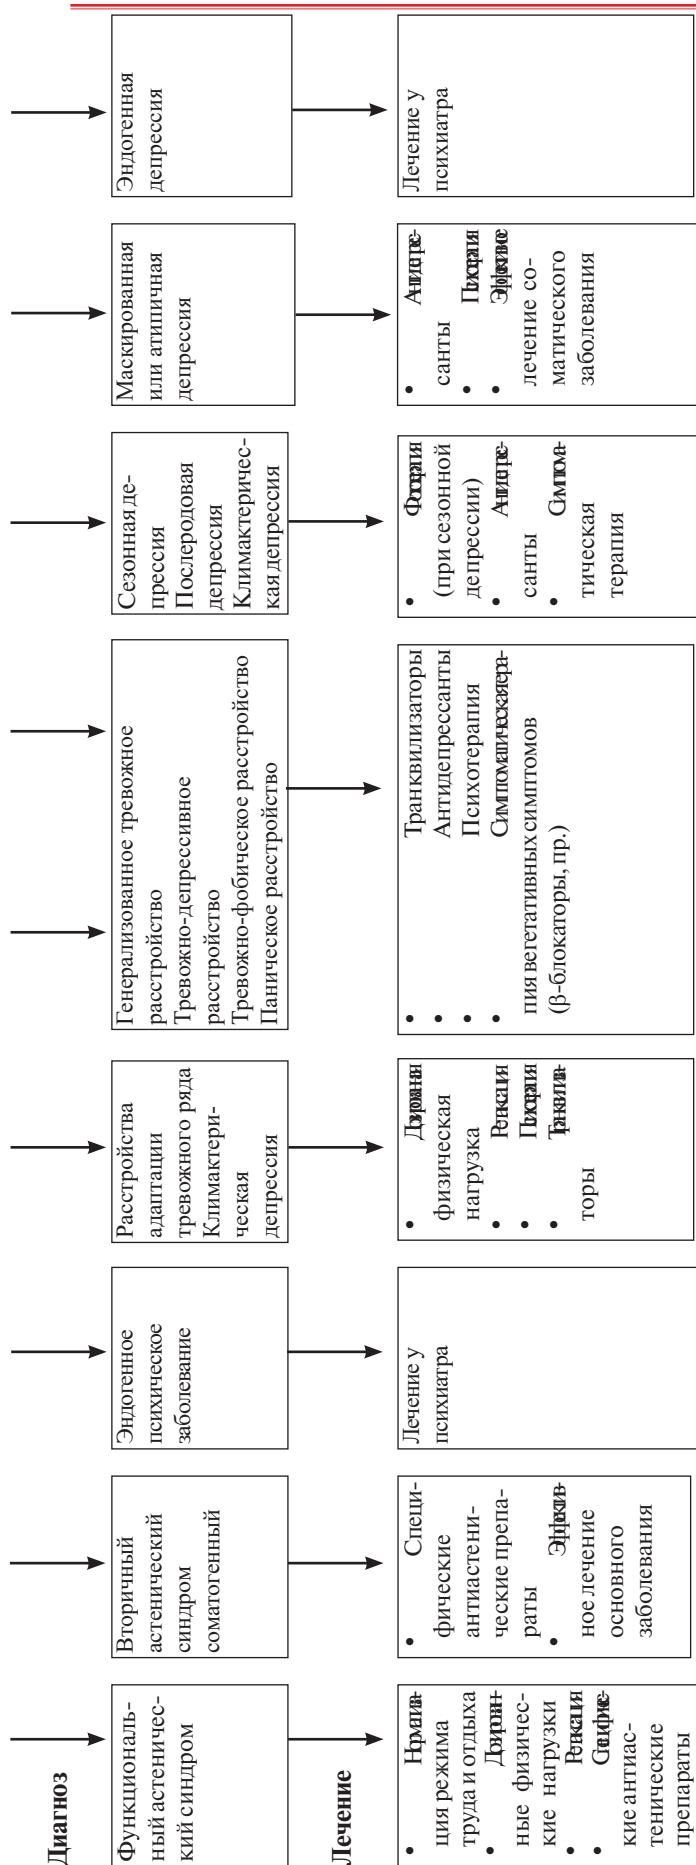 Диагноз
Функциональ-
ный астеничес-
кий синдром
Вторичный
астенический
синдром
соматогенный
Эндогенное
психическое
заболевание
Расстройства
адаптации
тревожного ряда
Климактери-
ческая
депрессия
Генерализованное тревожное
расстройство
Тревожно-депрессивное
расстройство
Тревожно-фобическое расстройство
Паническое расстройство
Сезонная де-
прессия
Послеродовая
депрессия
Климактеричес-
кая депрессия
Маскированная
или атипичная
депрессия
Эндогенная
депрессия
Лечение
•
ция режима
труда и отдыха
•
ные физичес-
кие нагрузки
•
•
кие антиас-
тенические
препараты
• Специ-
фические
антиастени-
ческие препа-
раты
•
ное лечение
основного
заболевания
Лечение у
психиатра
•
физическая
нагрузка
•
•
•
торы
• Транквилизаторы
• Антидепрессанты
• Психотерапия
• Симптоматическая тера-
пия вегетативных симптомов
(β-блокаторы, пр.)
•
(при сезонной
депрессии)
•
санты
• Симптома-
тическая
терапия
•
санты
•
•
лечение со-
матического
заболевания
Лечение у
психиатра